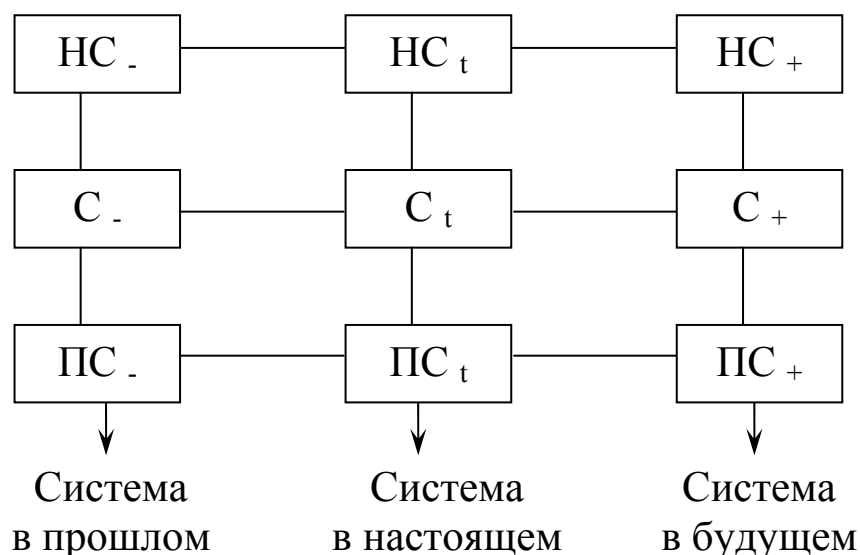 НС - НС t НС +
С - С t С +
ПС - ПС t ПС +
Система Система Система
в прошлом в настоящем в будущем